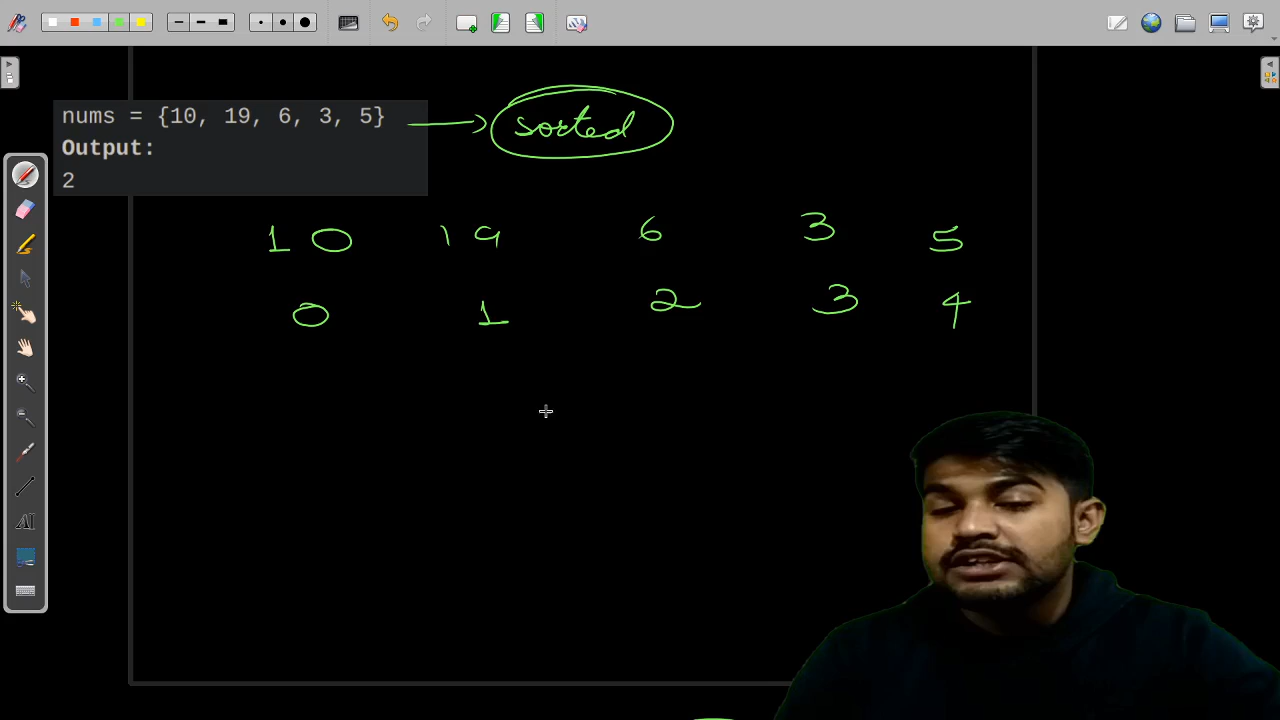 nums = {10, 19, 6, 3, 5}
sorted
Output:
2
10 19 6 3 5
0 1 2 3 4